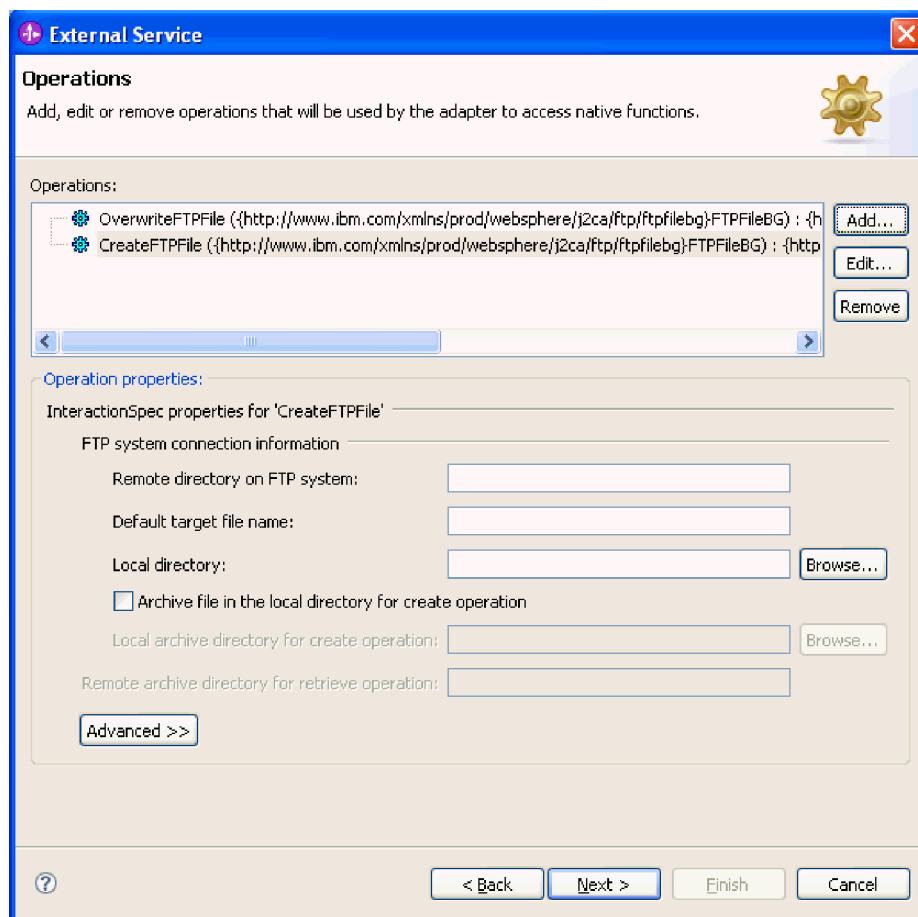 External Service
Operations
Add, edit or remove operations that will be used by the adapter to access native functions.
Operations:
OverwriteFTPFile ({http://www.ibm.com/xmlns/prod/websphere/j2ca/ftp/ftpfilebg}FTPFileBG) : {h
Add...
CreateFTPFile ({http://www.ibm.com/xmlns/prod/websphere/j2ca/ftp/ftpfilebg}FTPFileBG) : {http
Edit...
Remove
Operation properties:
InteractionSpec properties for 'CreateFTPFile'
FTP system connection information
Remote directory on FTP system:
Default target file name:
Local directory:
Browse...
Archive file in the local directory for create operation
Local archive directory for create operation:
Browse...
Remote archive directory for retrieve operation:
Advanced >>
?
< Back
Next >
Finish
Cancel